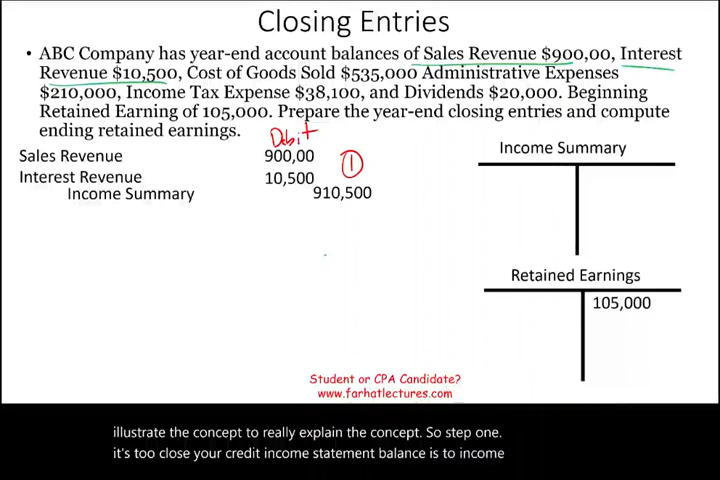 Closing Entries
• ABC Company has year-end account balances of Sales Revenue $900,00, Interest
Revenue $10,500, Cost of Goods Sold $535,000 Administrative Expenses
$210,000, Income Tax Expense $38,100, and Dividends $20,000. Beginning
Retained Earning of 105,000. Prepare the year-end closing entries and compute
ending retained earnings.
Debit
Sales Revenue 900,00
Interest Revenue 10,500
Income Summary 910,500
1
Income Summary
Retained Earnings
105,000
Student or CPA Candidate?
www.farhatlectures.com
illustrate the concept to really explain the concept. So step one.
it's too close your credit income statement balance is to income